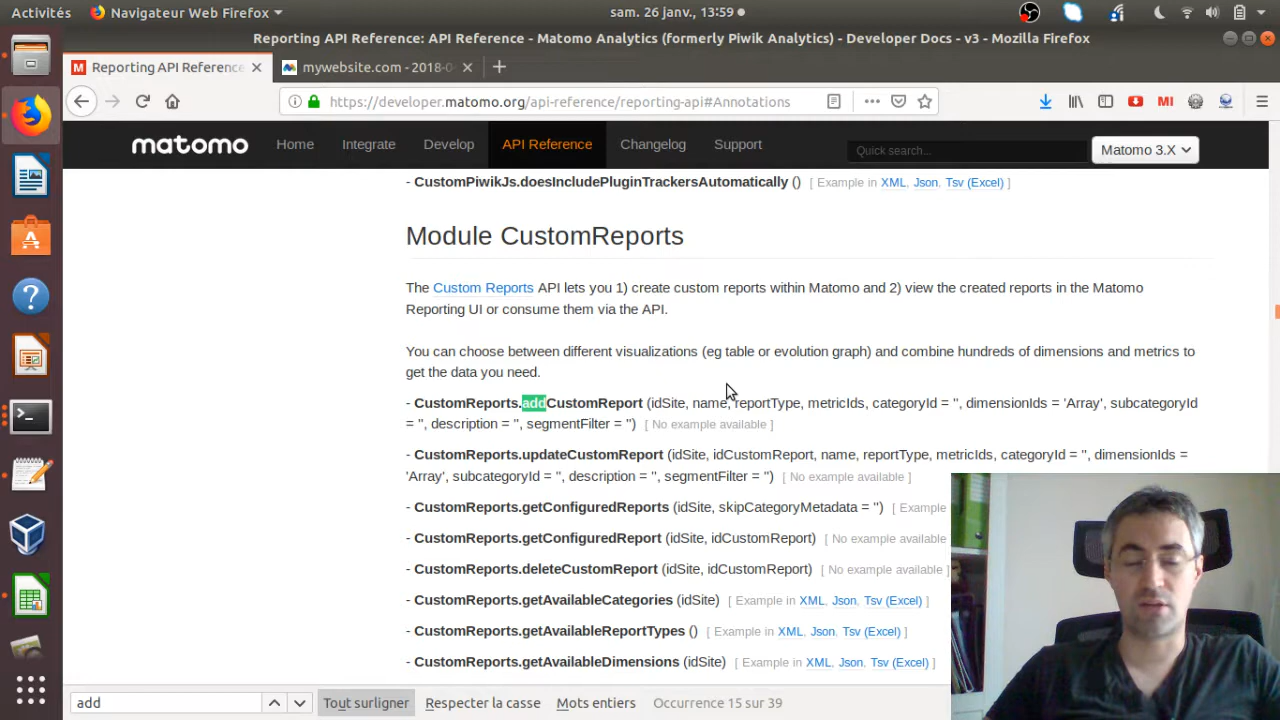 Activités Navigateur Web Firefox sam. 26 janv., 13:59
Reporting API Reference: API Reference - Matomo Analytics (formerly Piwik Analytics) - Developer Docs - v3 - Mozilla Firefox
Reporting API Reference mywebsite.com - 2018-0
https://developer.matomo.org/api-reference/reporting-api#Annotations
matomo Home Integrate Develop API Reference Changelog Support Quick search... Matomo 3.X
- CustomPiwikJs.doesIncludePluginTrackersAutomatically () [ Example in XML, Json, Tsv (Excel) ]
Module CustomReports
The Custom Reports API lets you 1) create custom reports within Matomo and 2) view the created reports in the Matomo
Reporting UI or consume them via the API.
You can choose between different visualizations (eg table or evolution graph) and combine hundreds of dimensions and metrics to
get the data you need.
- CustomReports.addCustomReport (idSite, name, reportType, metricIds, categoryId = '', dimensionIds = 'Array', subcategoryId
= '', description = '', segmentFilter = '') [ No example available ]
- CustomReports.updateCustomReport (idSite, idCustomReport, name, reportType, metricIds, categoryId = '', dimensionIds =
'Array', subcategoryId = '', description = '', segmentFilter = '') [ No example available ]
- CustomReports.getConfiguredReports (idSite, skipCategoryMetadata = '') [ Example
- CustomReports.getConfiguredReport (idSite, idCustomReport) [ No example available
- CustomReports.deleteCustomReport (idSite, idCustomReport) [ No example available ]
- CustomReports.getAvailableCategories (idSite) [ Example in XML, Json, Tsv (Excel) ]
- CustomReports.getAvailableReportTypes () [ Example in XML, Json, Tsv (Excel) ]
- CustomReports.getAvailableDimensions (idSite) [ Example in XML, Json, Tsv (Excel) ]
add Tout surligner Respecter la casse Mots entiers Occurrence 15 sur 39